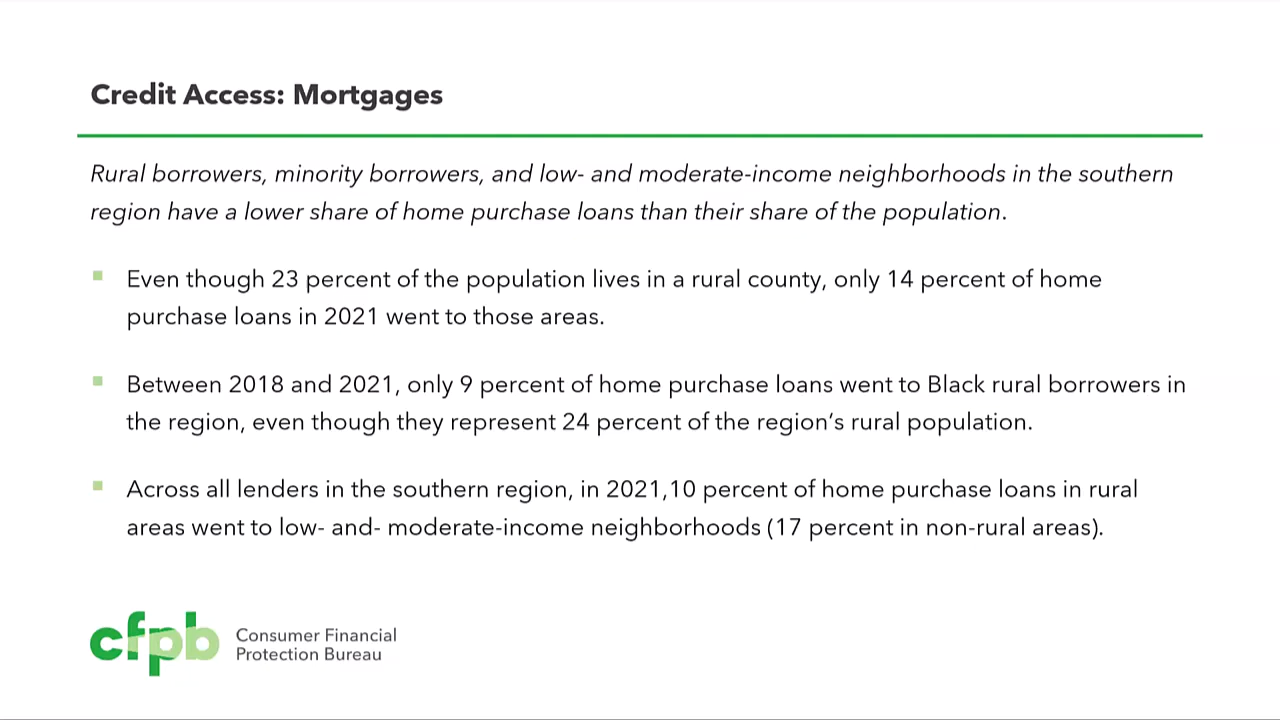 Credit Access: Mortgages
Rural borrowers, minority borrowers, and low- and moderate-income neighborhoods in the southern
region have a lower share of home purchase loans than their share of the population.
Even though 23 percent of the population lives in a rural county, only 14 percent of home
purchase loans in 2021 went to those areas.
Between 2018 and 2021, only 9 percent of home purchase loans went to Black rural borrowers in
the region, even though they represent 24 percent of the region’s rural population.
Across all lenders in the southern region, in 2021,10 percent of home purchase loans in rural
areas went to low- and- moderate-income neighborhoods (17 percent in non-rural areas).
cfpb
Consumer Financial
Protection Bureau